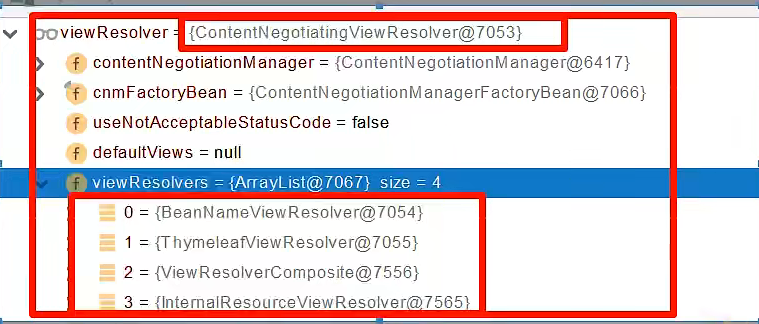 viewResolver = {ContentNegotiatingViewResolver@7053}
f contentNegotiationManager = {ContentNegotiationManager@6417}
f cnmFactoryBean = {ContentNegotiationManagerFactoryBean@7066}
f useNotAcceptableStatusCode = false
f defaultViews = null
f viewResolvers = {ArrayList@7067} size = 4
0 = {BeanNameViewResolver@7054}
1 = {ThymeleafViewResolver@7055}
2 = {ViewResolverComposite@7556}
3 = {InternalResourceViewResolver@7565}